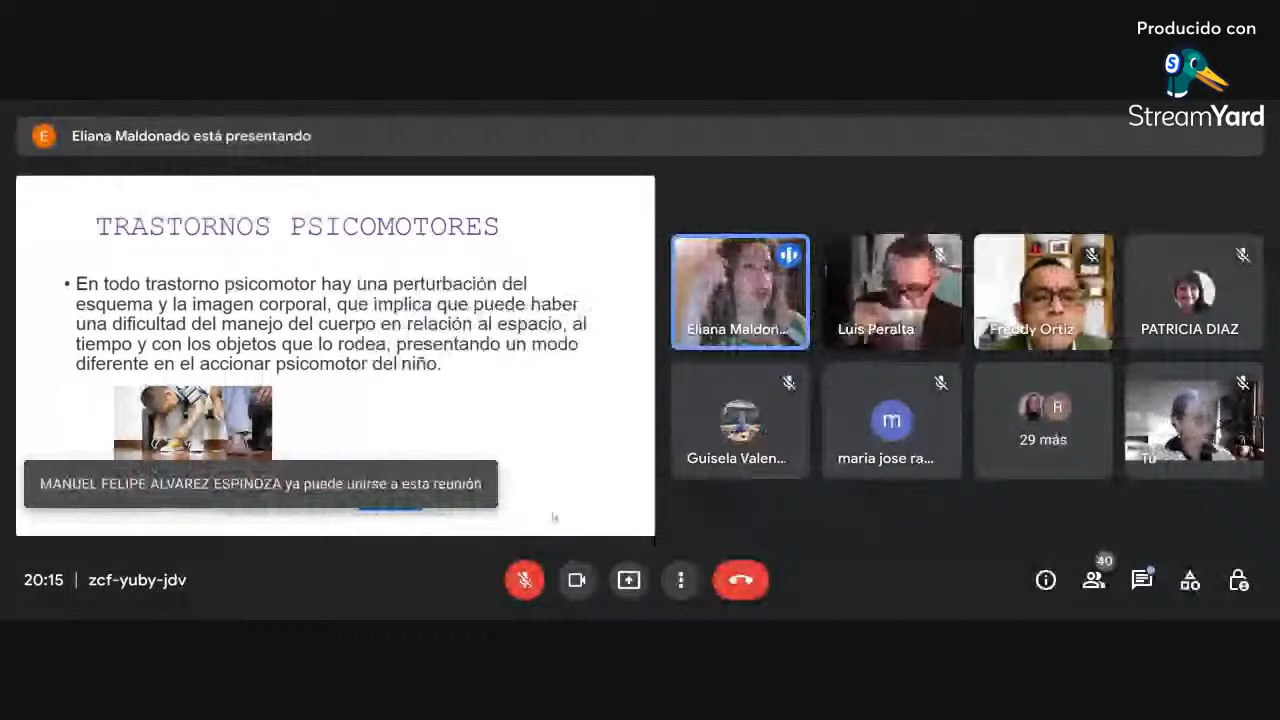 Producido con
StreamYard
E
Eliana Maldonado está presentando
TRASTORNOS PSICOMOTORES
• En todo trastorno psicomotor hay una perturbación del
esquema y la imagen corporal, que implica que puede haber
una dificultad del manejo del cuerpo en relación al espacio, al
tiempo y con los objetos que lo rodea, presentando un modo
diferente en el accionar psicomotor del niño.
MANUEL FELIPE ALVAREZ ESPINOZA ya puede unirse a esta reunión
Eliana Maldon...
Luis Peralta
Freddy Ortiz
PATRICIA DIAZ
Guisela Valen...
m
maria jose ra...
29 más
Tú
20:15 | zcf-yuby-jdv
40